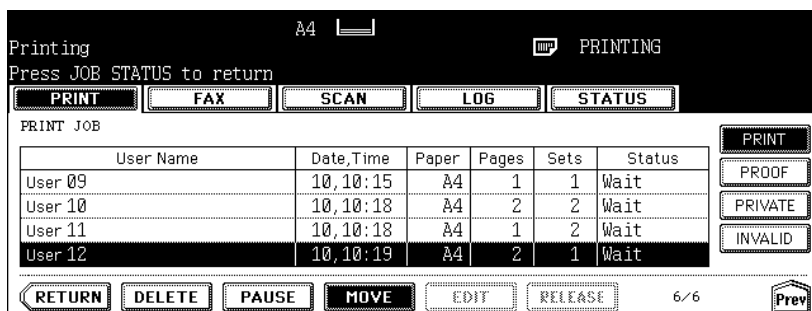 A4
Printing PRINTING
Press JOB STATUS to return
PRINT FAX SCAN LOG STATUS
PRINT JOB
PRINT
User Name Date,Time Paper Pages Sets Status
PROOF
User 09 10,10:15 A4 1 1 Wait
User 10 10,10:18 A4 2 2 Wait
PRIVATE
User 11 10,10:18 A4 1 2 Wait
INVALID
User 12 10,10:19 A4 2 1 Wait
RETURN DELETE PAUSE MOVE EDIT RELEASE 6/6 Prev